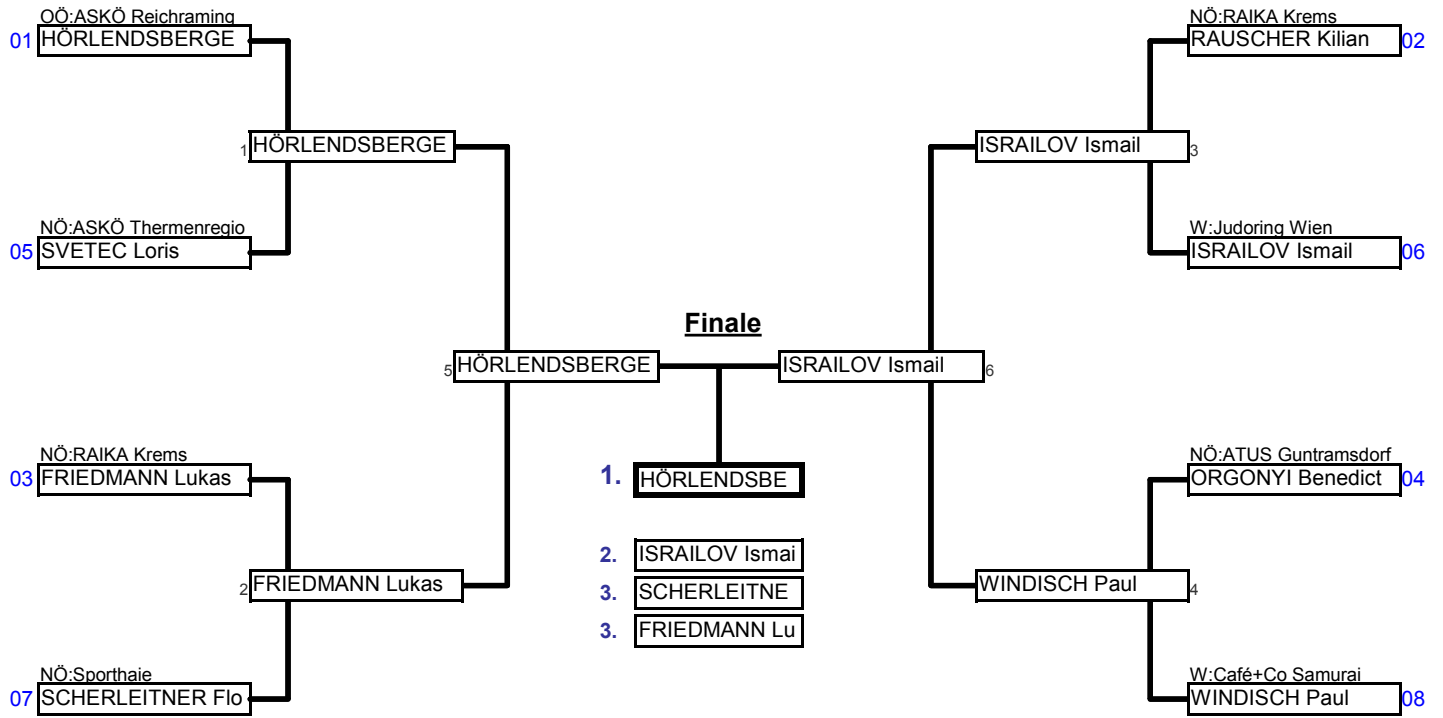 OÖ:ASKÖ Reichraming
01 HÖRLENDSBERGE
NÖ:RAIKA Krems
RAUSCHER Kilian 02
1 HÖRLENDSBERGE
ISRAILOV Ismail 3
NÖ:ASKÖ Thermenregio
05 SVETEC Loris
W:Judoring Wien
ISRAILOV Ismail 06
Finale
5 HÖRLENDSBERGE
ISRAILOV Ismail 6
NÖ:RAIKA Krems
03 FRIEDMANN Lukas
1. HÖRLENDSBE
NÖ:ATUS Guntramsdorf
ORGONYI Benedict 04
2. ISRAILOV Ismai
2 FRIEDMANN Lukas
3. SCHERLEITNE
WINDISCH Paul 4
3. FRIEDMANN Lu
NÖ:Sporthaie
07 SCHERLEITNER Flo
W:Café+Co Samurai
WINDISCH Paul 08